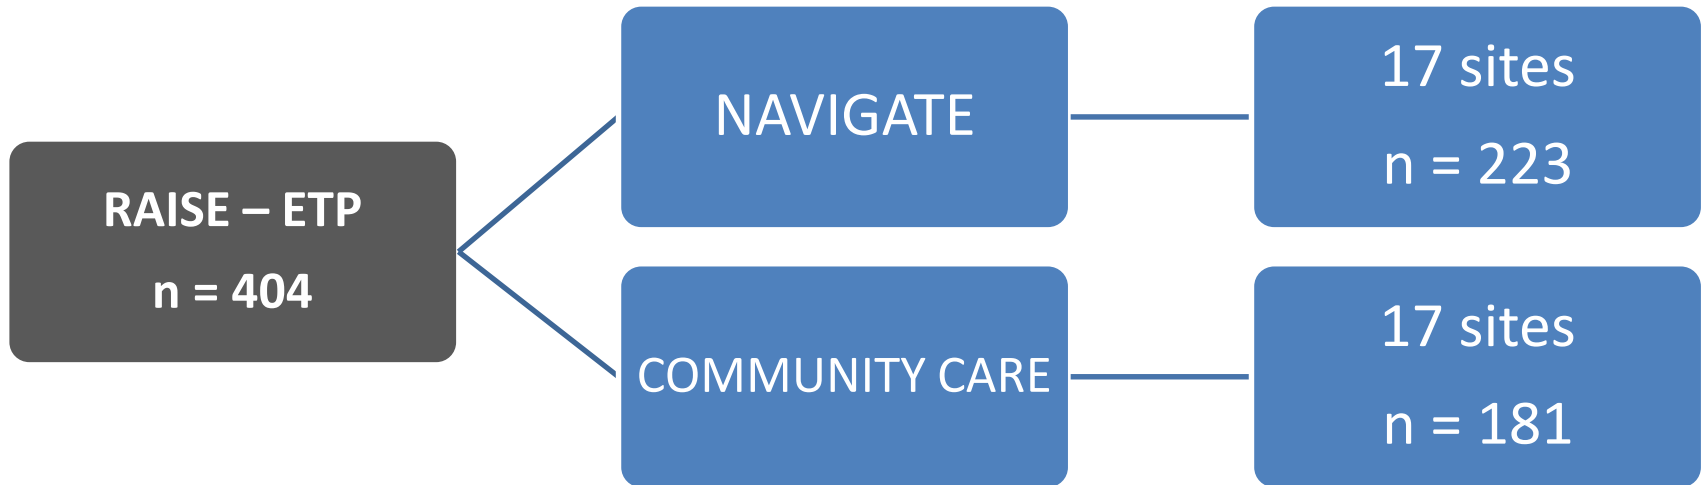 RAISE – ETP
n = 404
NAVIGATE
17 sites
n = 223
COMMUNITY CARE
17 sites
n = 181